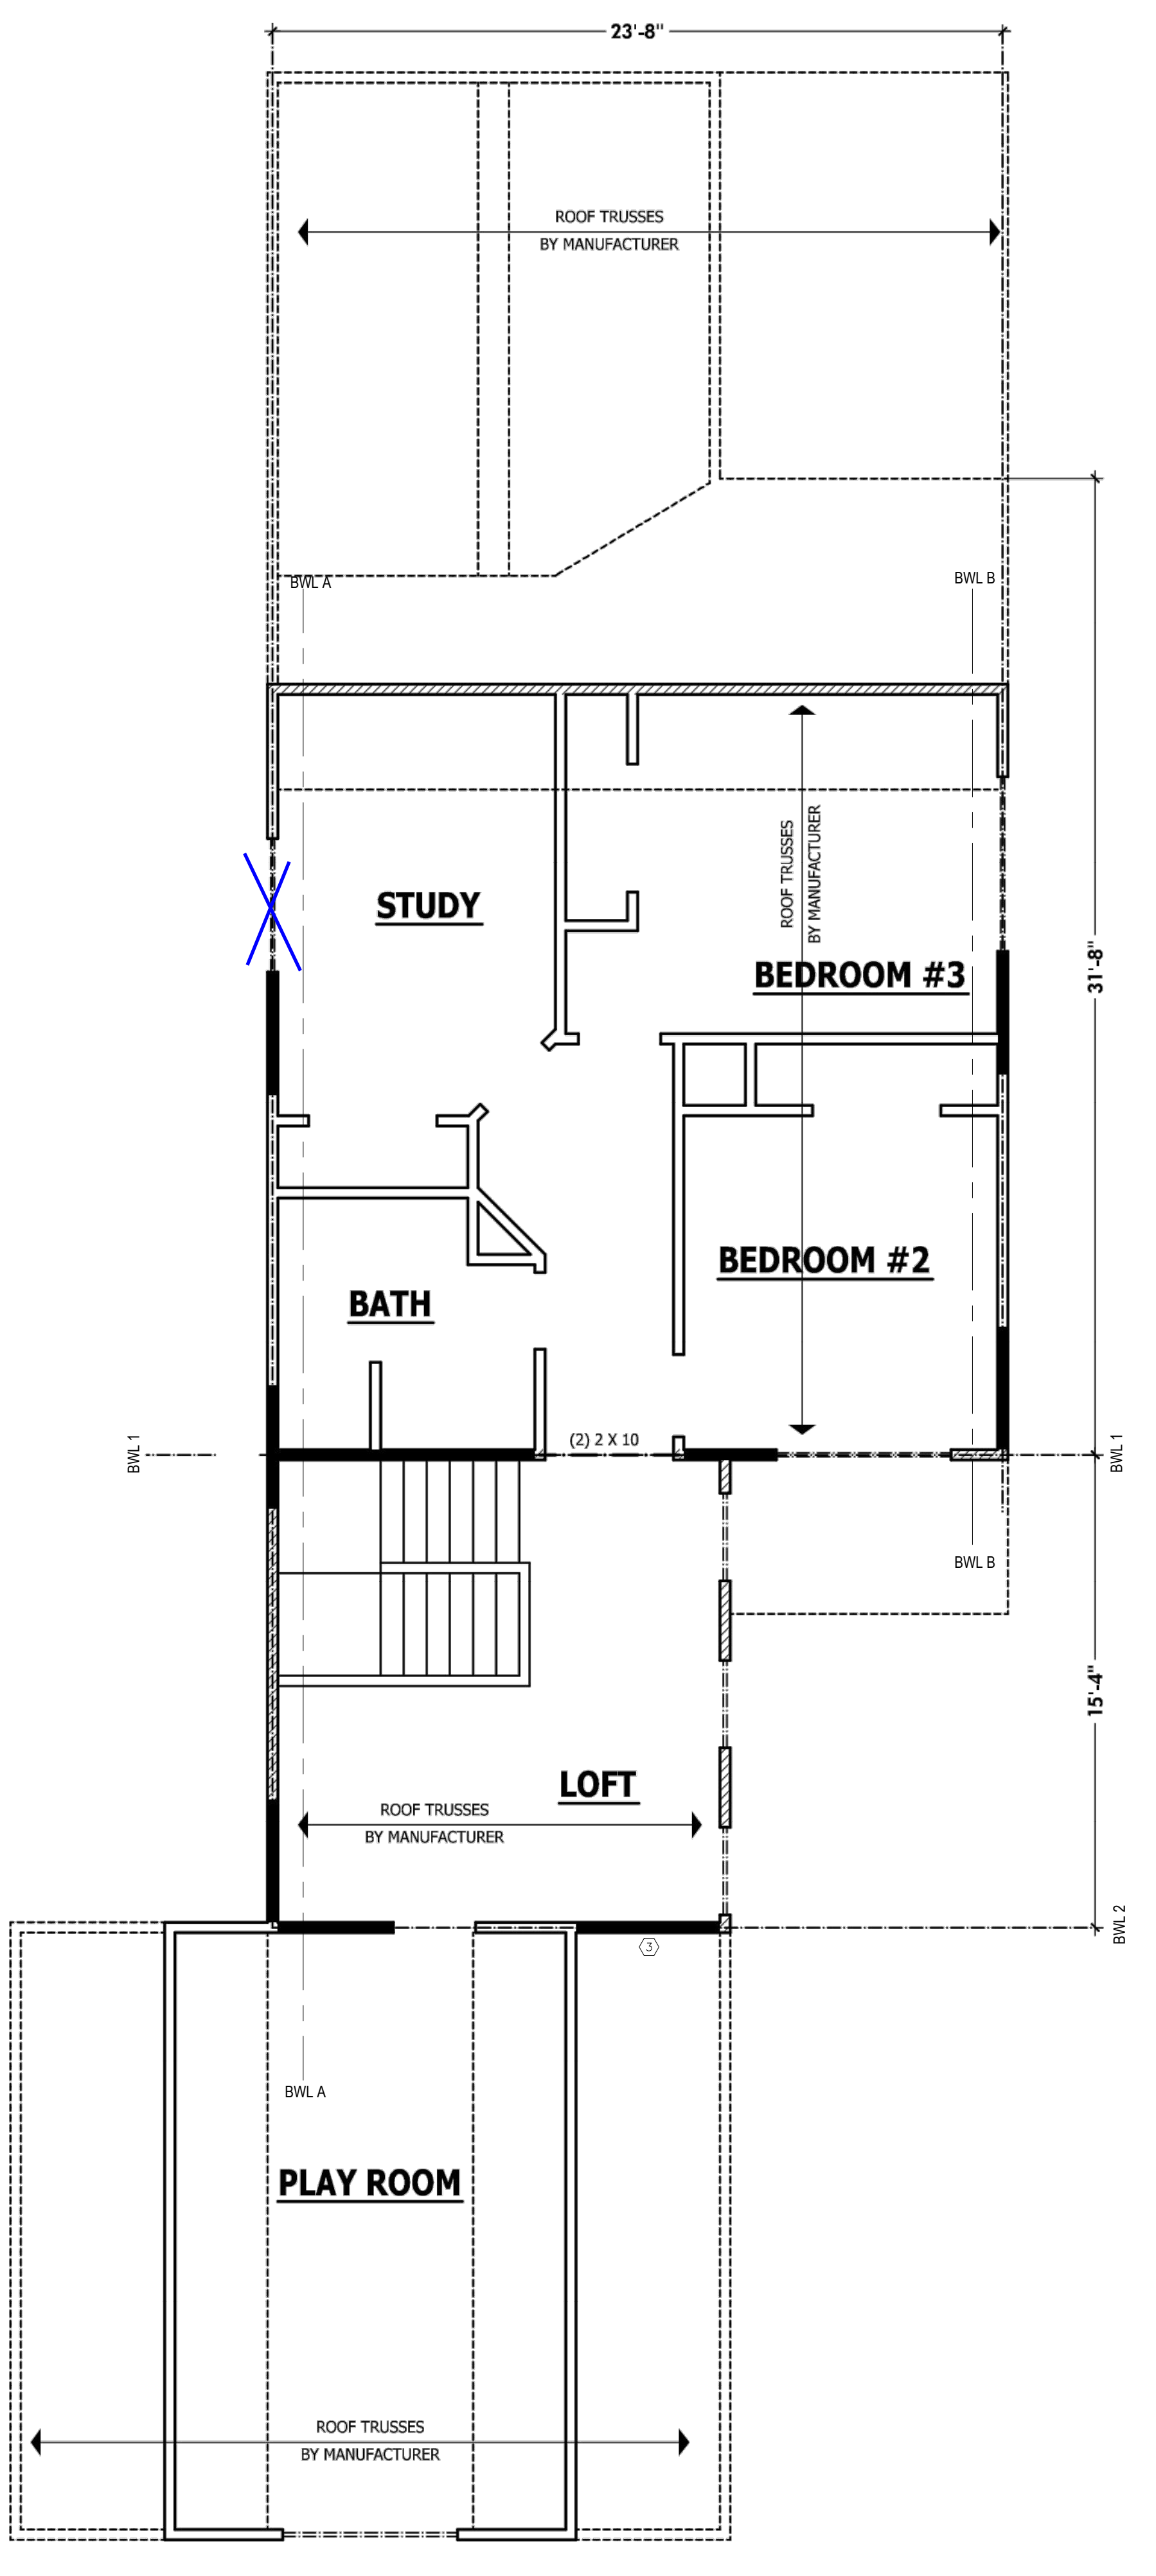 23'-8"
ROOF TRUSSES
BY MANUFACTURER
BWL A
BWL B
ROOF TRUSSES
BY MANUFACTURER
STUDY
BEDROOM #3
31'-8"
BEDROOM #2
BATH
(2) 2 X 10
BWL 1
BWL 1
BWL B
15'-4"
LOFT
ROOF TRUSSES
BY MANUFACTURER
BWL 2
3
BWL A
PLAY ROOM
ROOF TRUSSES
BY MANUFACTURER